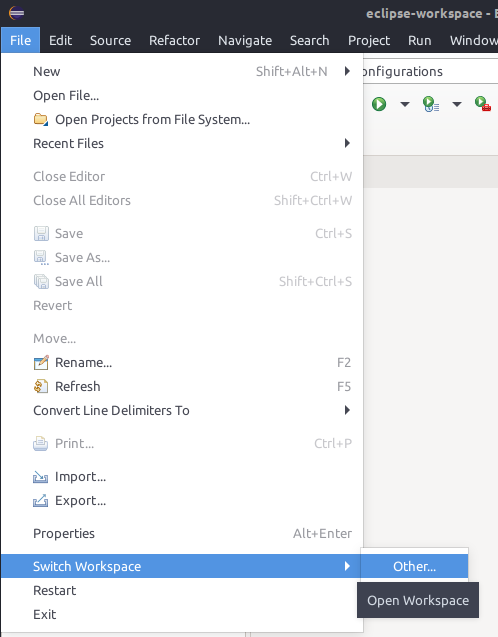 eclipse-workspace - E
File Edit Source Refactor Navigate Search Project Run Window
New Shift+Alt+N
onfigurations
Open File...
Open Projects from File System...
Recent Files
Close Editor Ctrl+W
Close All Editors Shift+Ctrl+W
Save Ctrl+S
Save As...
Save All Shift+Ctrl+S
Revert
Move...
Rename... F2
Refresh F5
Convert Line Delimiters To
Print... Ctrl+P
Import...
Export...
Properties Alt+Enter
Switch Workspace Other...
Restart
Open Workspace
Exit